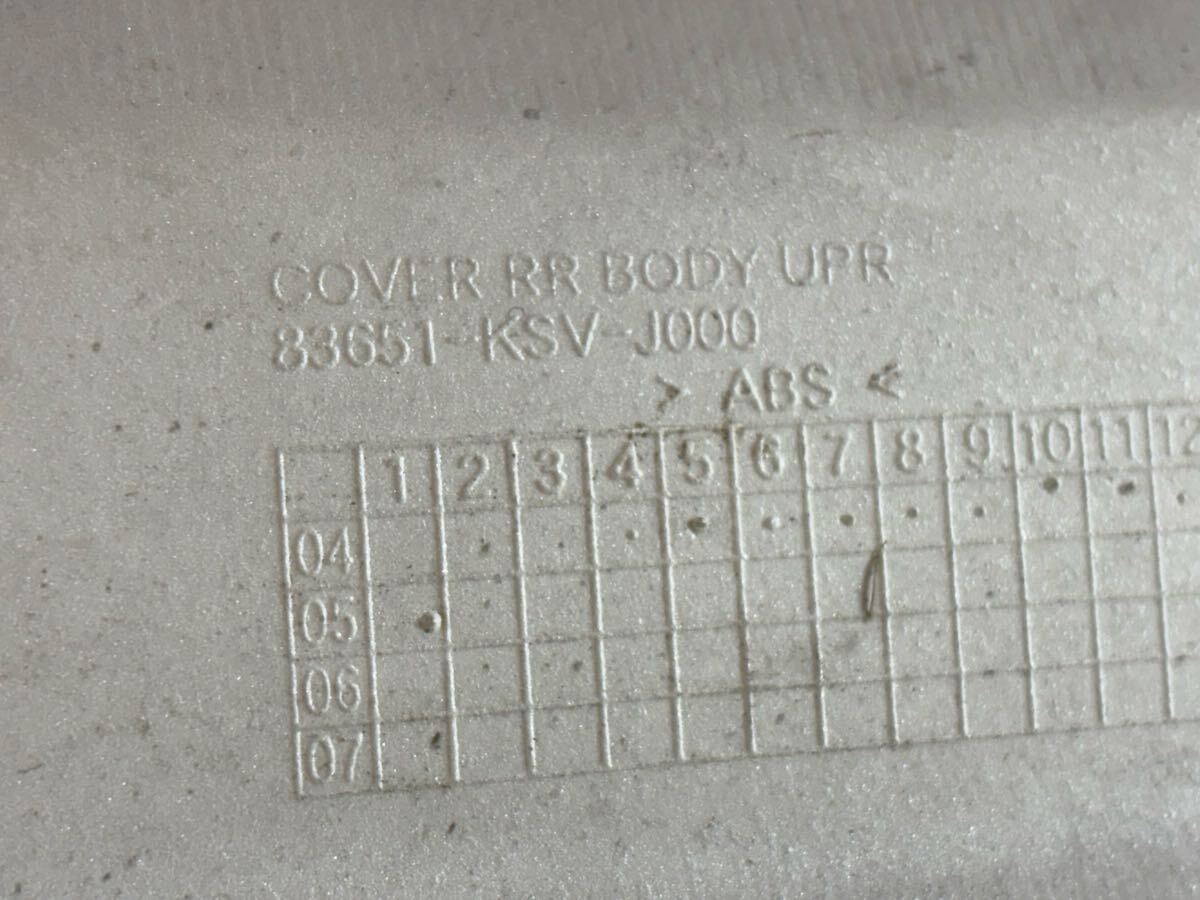 COVER RR BODY UPR
83651-KSV-J000
> ABS <
1 2 3 4 5 6 7 8 9 10 11 12
04
05
06
07